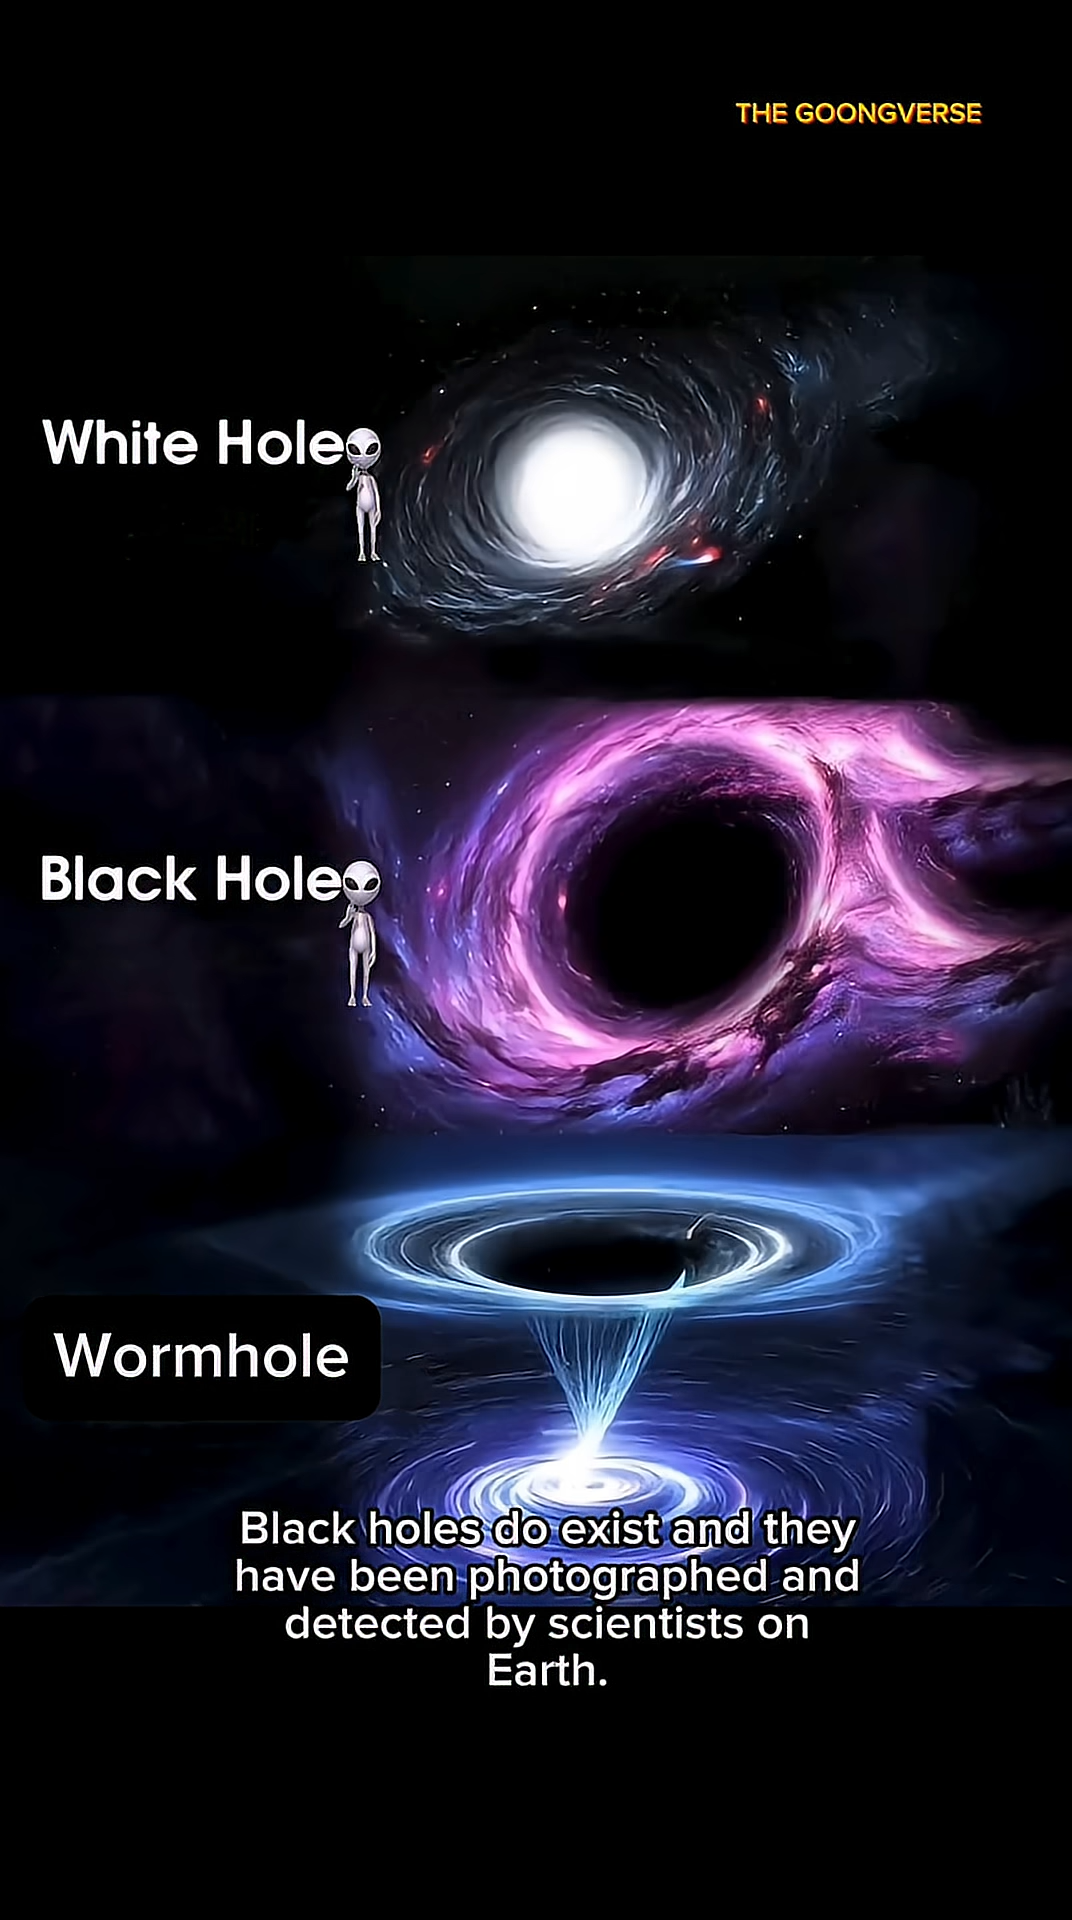 THE GOONGVERSE
White Hole
Black Hole
Wormhole
Black holes do exist and they
have been photographed and
detected by scientists on
Earth.